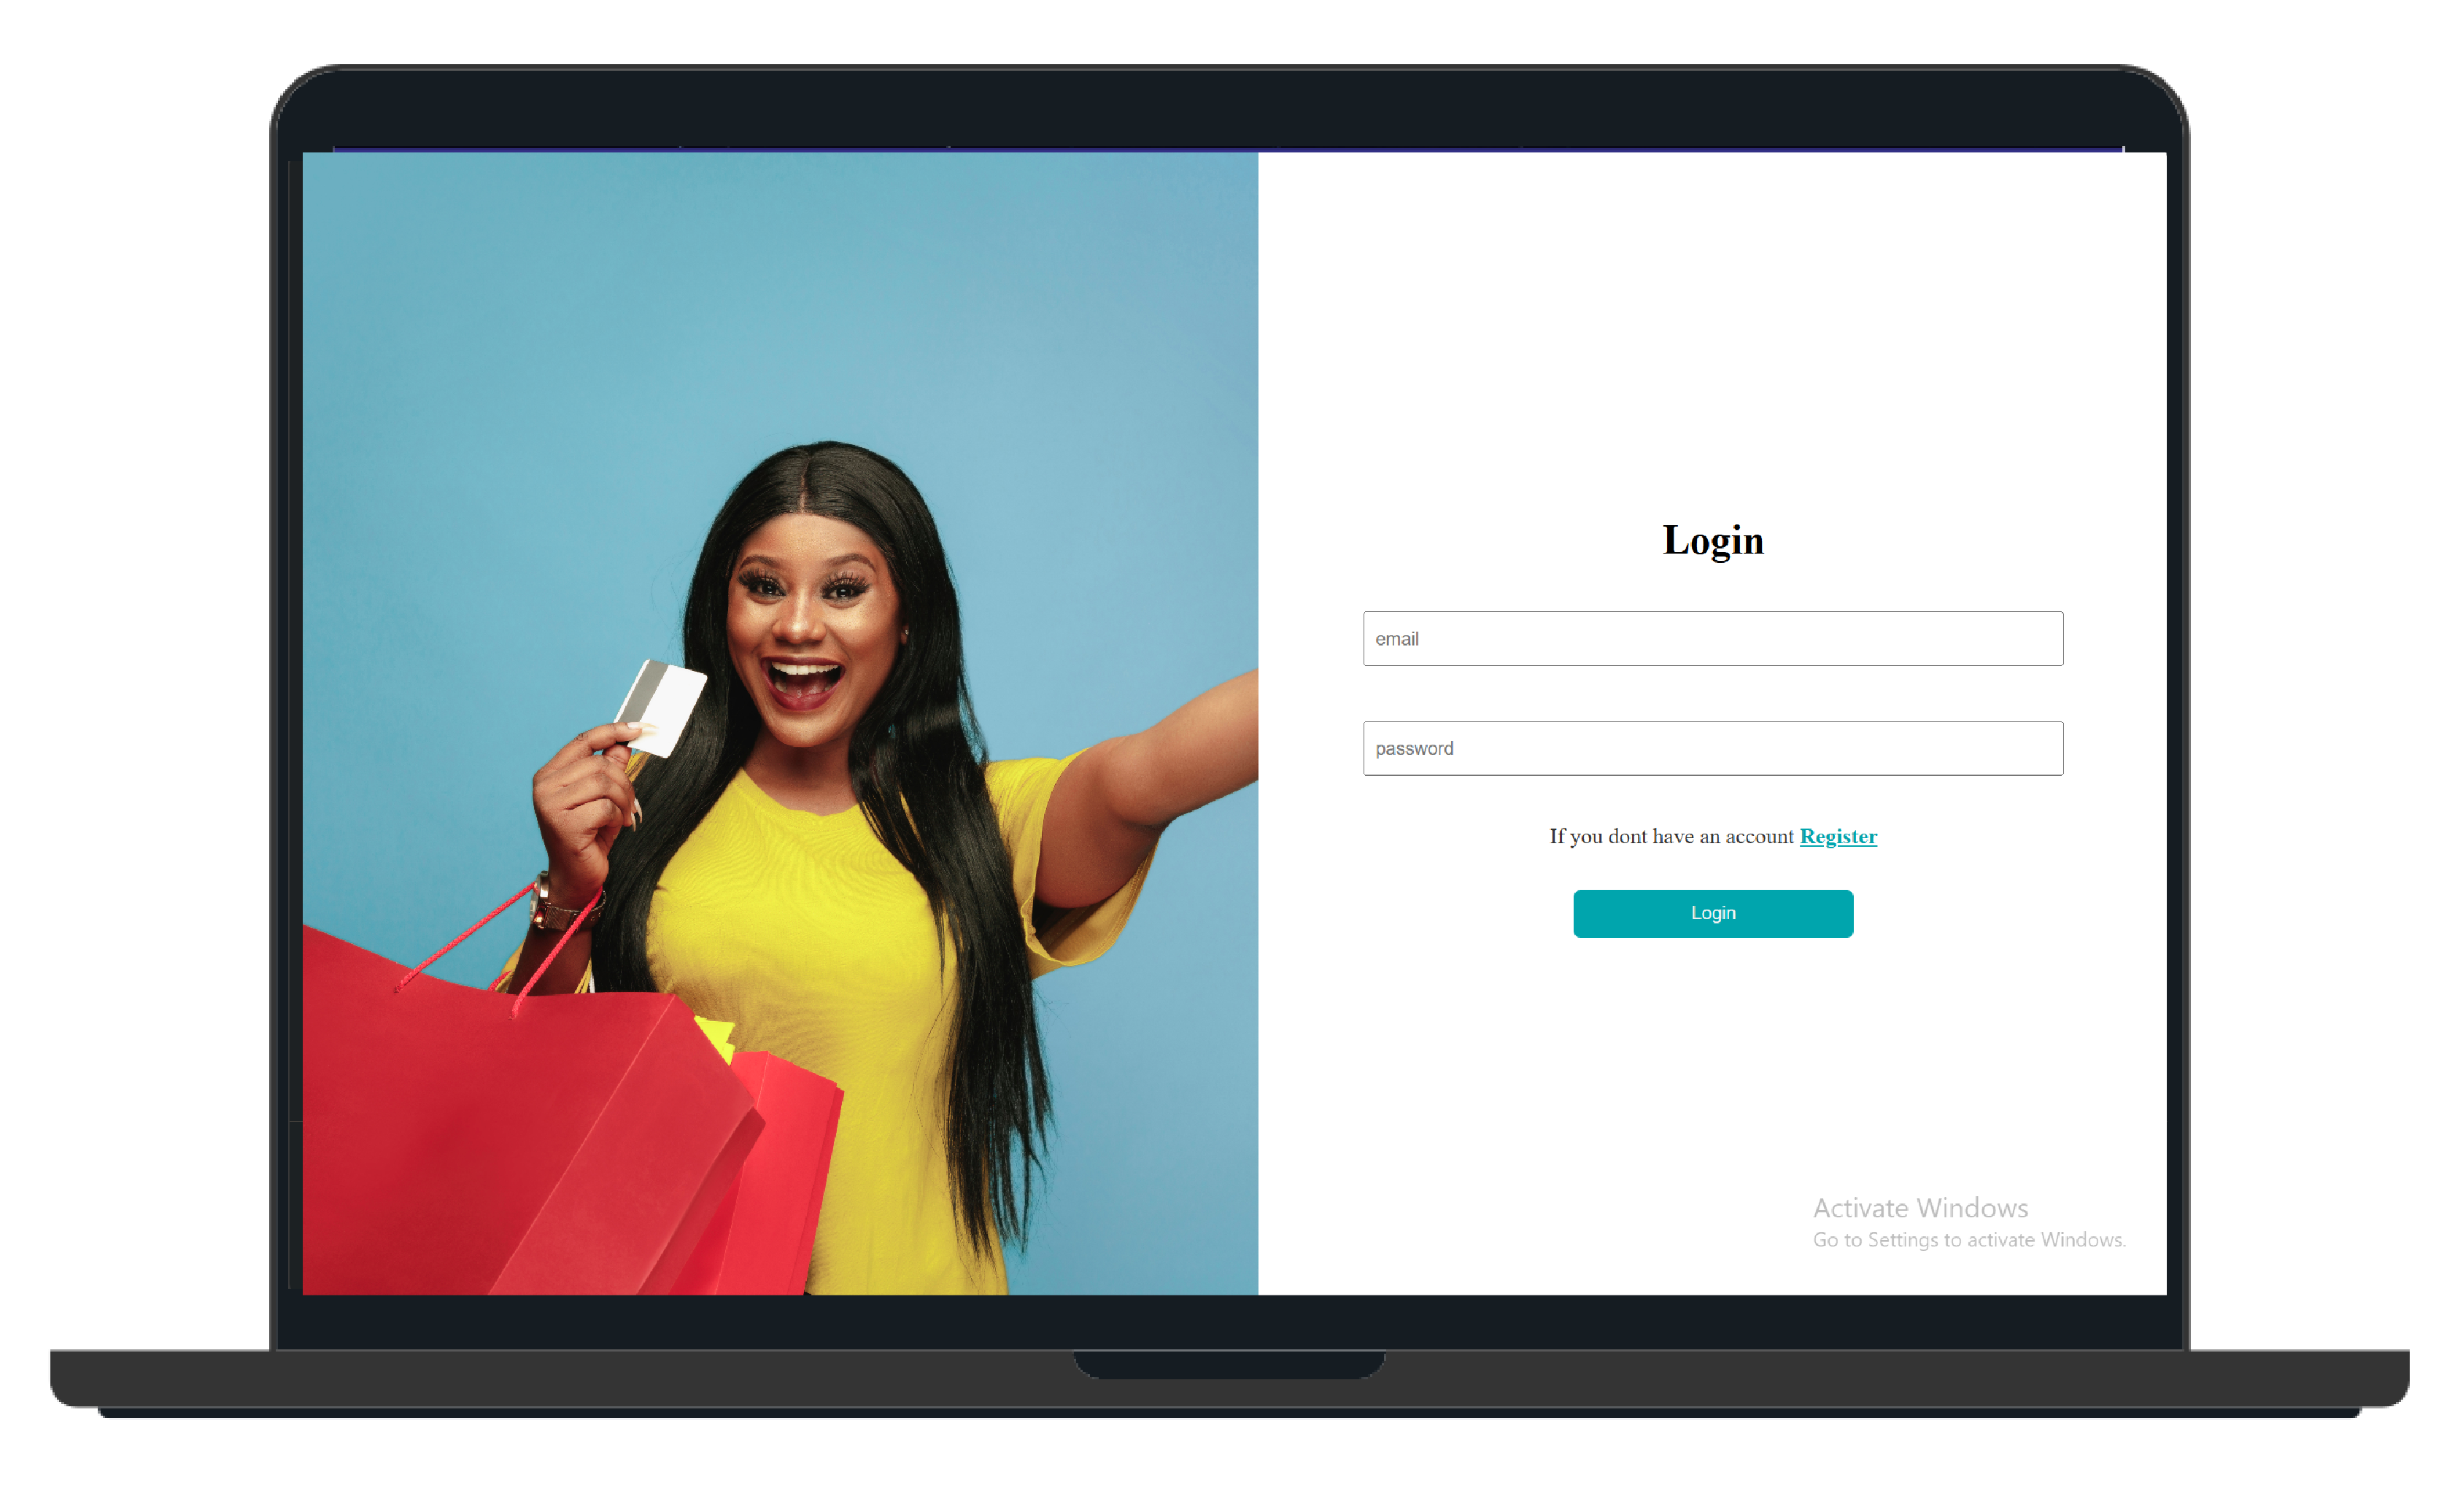 Login
email
password
If you dont have an account Register
Login
Activate Windows
Go to Settings to activate Windows.